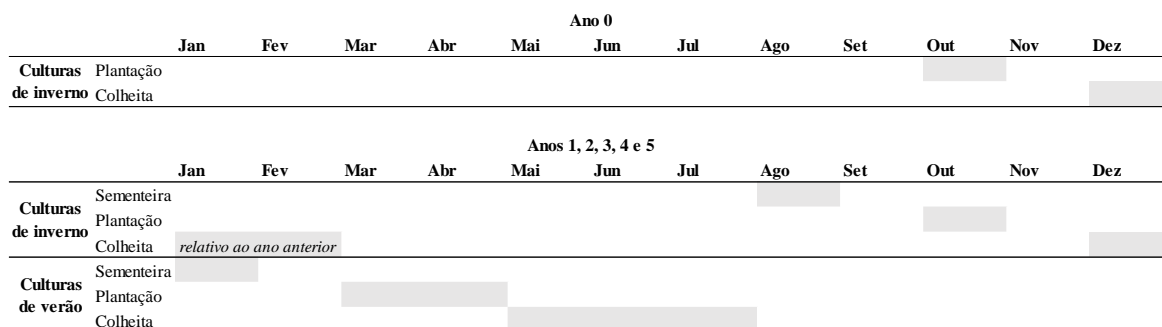 Ano 0
Jan Fev Mar Abr Mai Jun Jul Ago Set Out Nov Dez
Culturas de inverno
Plantação
Colheita
Anos 1, 2, 3, 4 e 5
Jan Fev Mar Abr Mai Jun Jul Ago Set Out Nov Dez
Culturas de inverno
Sementeira
Plantação
Colheita relativo ao ano anterior
Culturas de verão
Sementeira
Plantação
Colheita